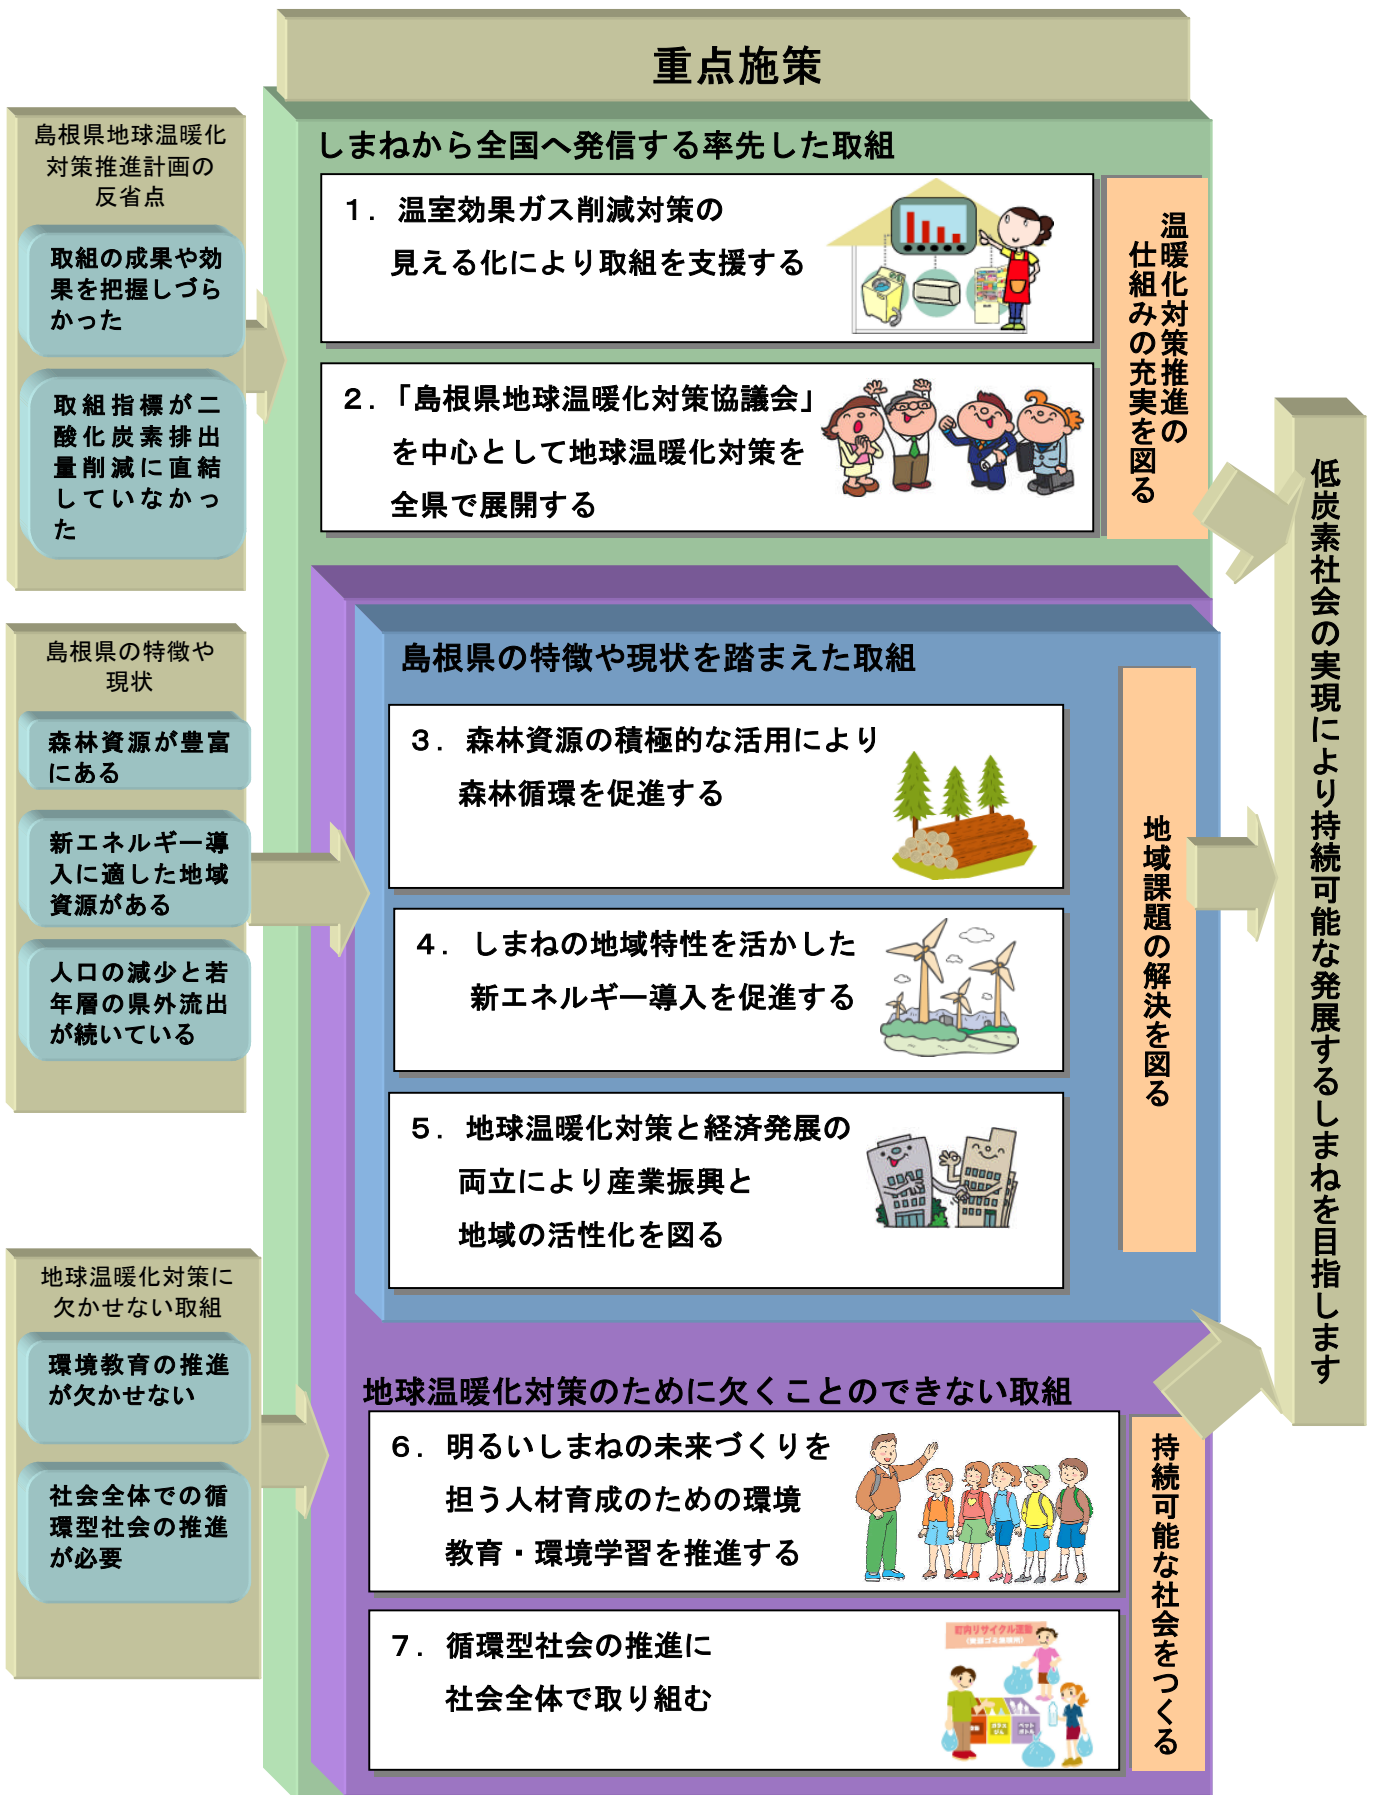 重点施策
島根県地球温暖化
対策推進計画の
反省点
取組の成果や効
果を把握しづら
かった
取組指標が二
酸化炭素排出
量削減に直結
していなかっ
た
島根県の特徴や
現状
森林資源が豊富
にある
新エネルギー導
入に適した地域
資源がある
人口の減少と若
年層の県外流出
が続いている
地球温暖化対策に
欠かせない取組
環境教育の推進
が欠かせない
社会全体での循
環型社会の推進
が必要
しまねから全国へ発信する率先した取組
１．温室効果ガス削減対策の
見える化により取組を支援する
２．「島根県地球温暖化対策協議会」
を中心として地球温暖化対策を
全県で展開する
温暖化対策推進の
仕組みの充実を図る
島根県の特徴や現状を踏まえた取組
３．森林資源の積極的な活用により
森林循環を促進する
４．しまねの地域特性を活かした
新エネルギー導入を促進する
５．地球温暖化対策と経済発展の
両立により産業振興と
地域の活性化を図る
地域課題の解決を図る
地球温暖化対策のために欠くことのできない取組
６．明るいしまねの未来づくりを
担う人材育成のための環境
教育・環境学習を推進する
７．循環型社会の推進に
社会全体で取り組む
町内リサイクル運動
ペット
ボトル
持続可能な社会をつくる
低炭素社会の実現により持続可能な発展するしまねを目指します